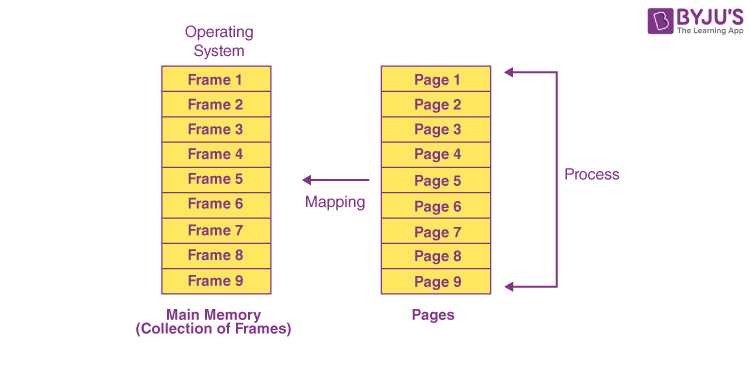 BYJU'S
The Learning App
Operating
System
Frame 1
Frame 2
Frame 3
Frame 4
Frame 5
Frame 6
Frame 7
Frame 8
Frame 9
Main Memory
(Collection of Frames)
Mapping
Page 1
Page 2
Page 3
Page 4
Page 5
Page 6
Page 7
Page 8
Page 9
Pages
Process